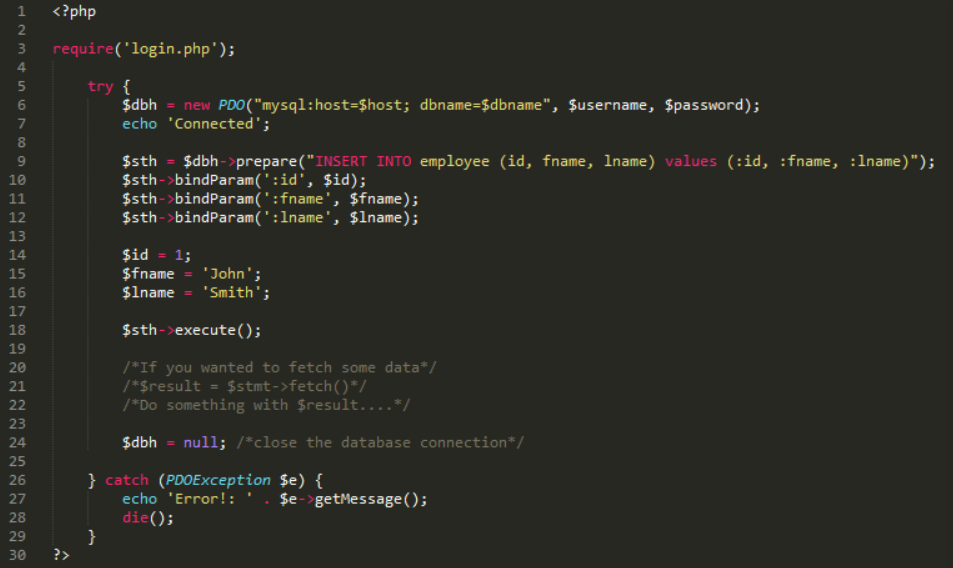 1 <?php
2
3 require('login.php');
4
5 try {
6 $dbh = new PDO("mysql:host=$host; dbname=$dbname", $username, $password);
7 echo 'Connected';
8
9 $sth = $dbh->prepare("INSERT INTO employee (id, fname, lname) values (:id, :fname, :lname)");
10 $sth->bindParam(':id', $id);
11 $sth->bindParam(':fname', $fname);
12 $sth->bindParam(':lname', $lname);
13
14 $id = 1;
15 $fname = 'John';
16 $lname = 'Smith';
17
18 $sth->execute();
19
20 /*If you wanted to fetch some data*/
21 /*$result = $stmt->fetch()*/
22 /*Do something with $result....*/
23
24 $dbh = null; /*close the database connection*/
25
26 } catch (PDOException $e) {
27 echo 'Error!: ' . $e->getMessage();
28 die();
29 }
30 ?>